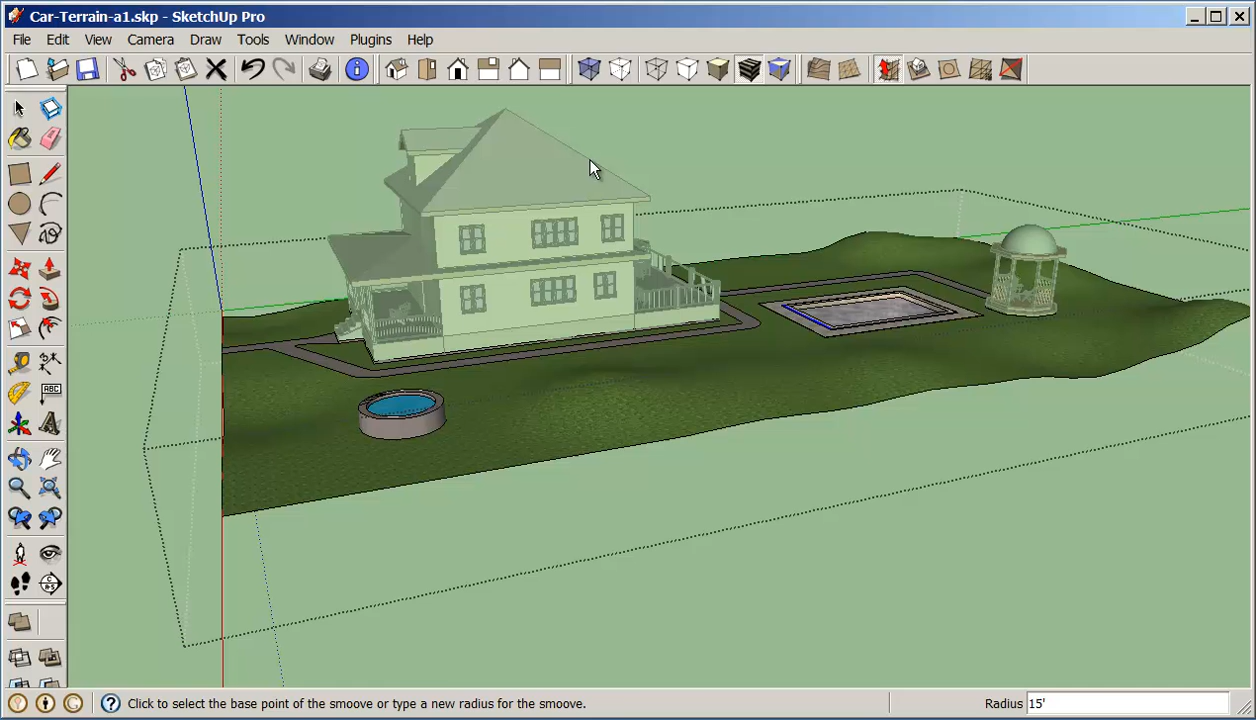 Car-Terrain-a1.skp - SketchUp Pro
File Edit View Camera Draw Tools Window Plugins Help
ABC
Click to select the base point of the smoove or type a new radius for the smoove.
Radius 15'